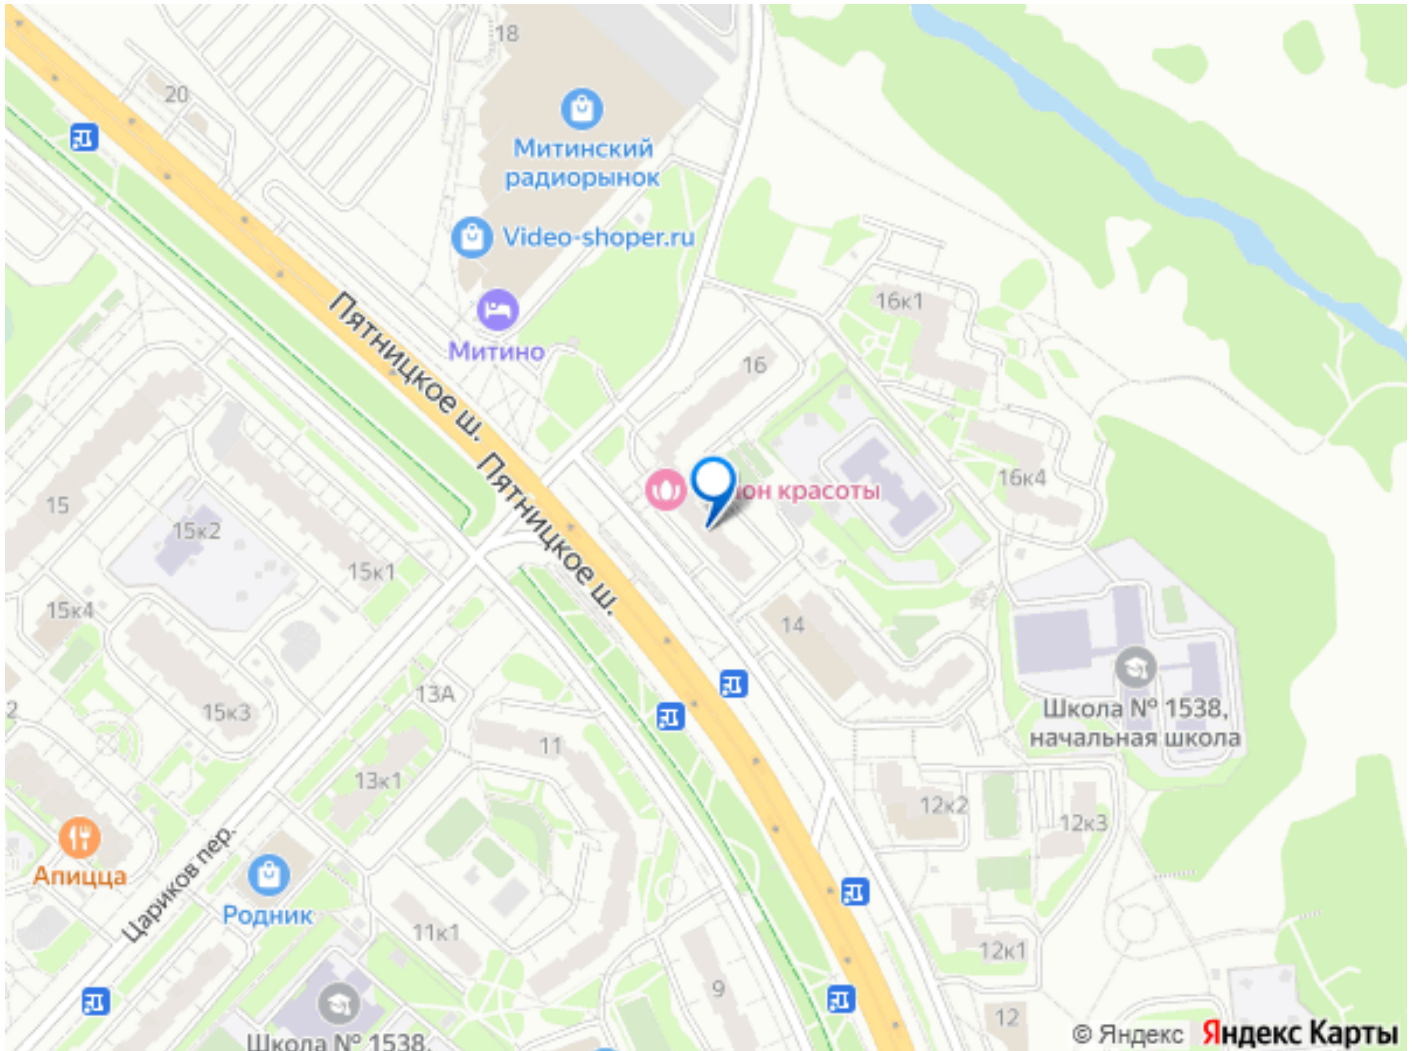 18
20
Митинский
радиорынок
Video-shoper.ru
16к1
Пятницкое ш.
Митино
16
Пятницкое ш.
он красоты
16к4
15
15к2
15к1
15к4
14
13А
15к3
2
Школа № 1538,
начальная школа
11
13к1
12к2
12к3
Цариков пер.
Апицца
Родник
11к1
12к1
9
12
Школа № 1538,
© Яндекс Яндекс Карты